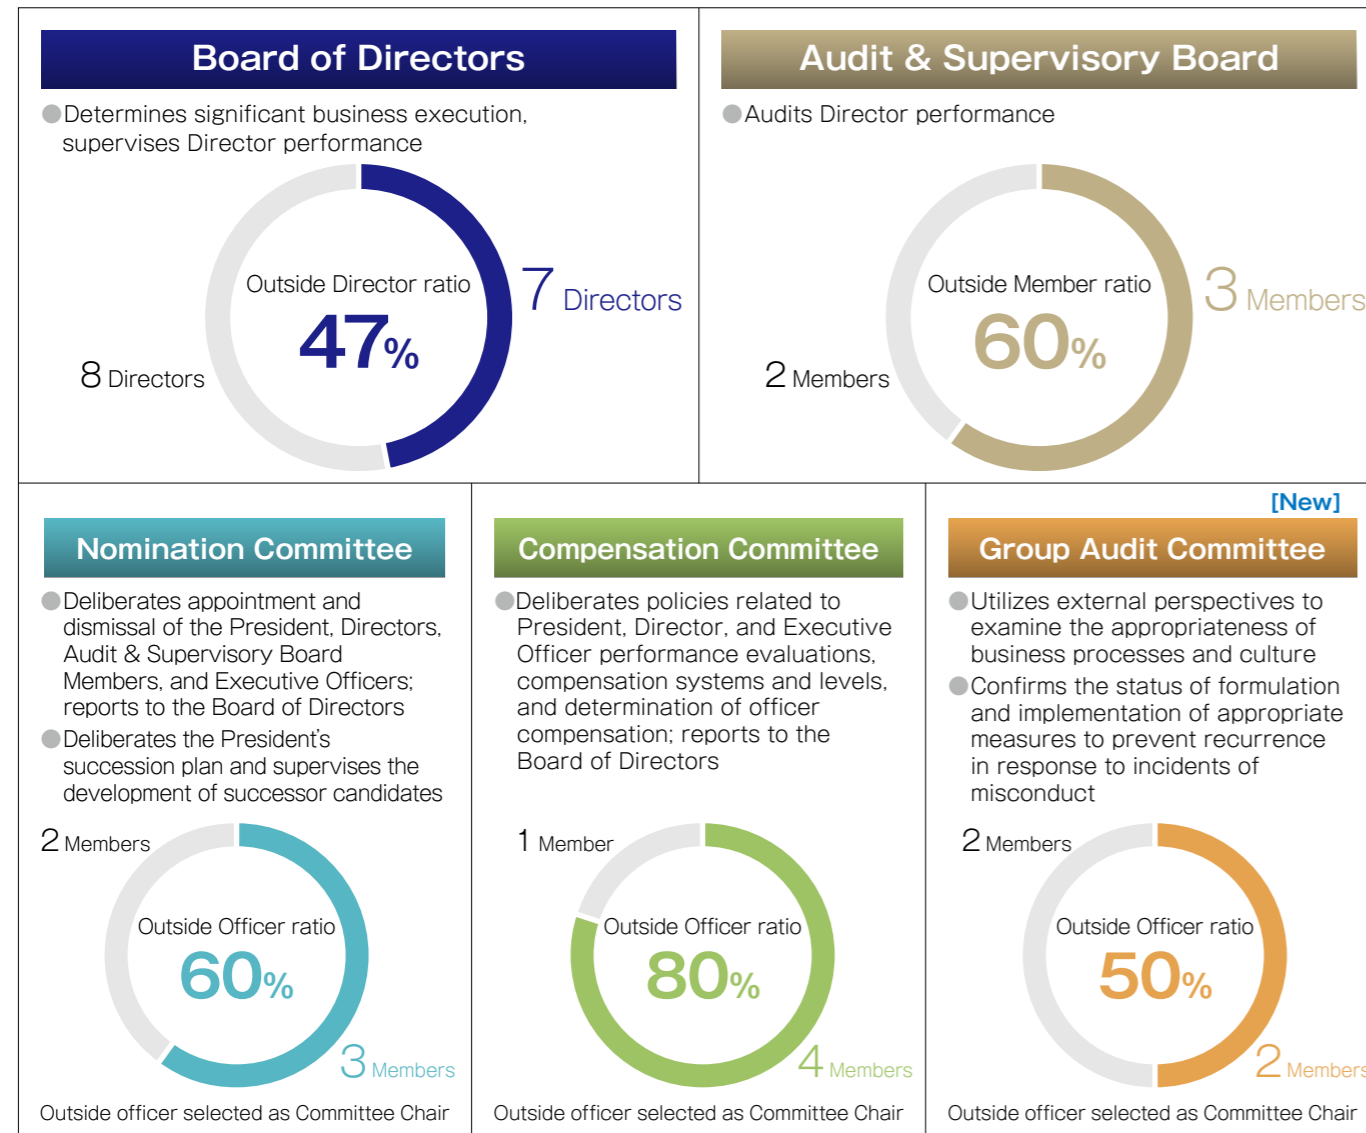 Board of Directors
●Determines significant business execution,
supervises Director performance
Outside Director ratio
47%
7 Directors
8 Directors
Audit & Supervisory Board
●Audits Director performance
Outside Member ratio
60%
3 Members
2 Members
Nomination Committee
●Deliberates appointment and
dismissal of the President, Directors,
Audit & Supervisory Board
Members, and Executive Officers;
reports to the Board of Directors
●Deliberates the President's
succession plan and supervises the
development of successor candidates
2 Members
Outside Officer ratio
60%
3 Members
Outside officer selected as Committee Chair
Compensation Committee
●Deliberates policies related to
President, Director, and Executive
Officer performance evaluations,
compensation systems and levels,
and determination of officer
compensation; reports to the
Board of Directors
1 Member
Outside Officer ratio
80%
4 Members
Outside officer selected as Committee Chair
[New]
Group Audit Committee
●Utilizes external perspectives to
examine the appropriateness of
business processes and culture
●Confirms the status of formulation
and implementation of appropriate
measures to prevent recurrence
in response to incidents of
misconduct
2 Members
Outside Officer ratio
50%
2 Members
Outside officer selected as Committee Chair